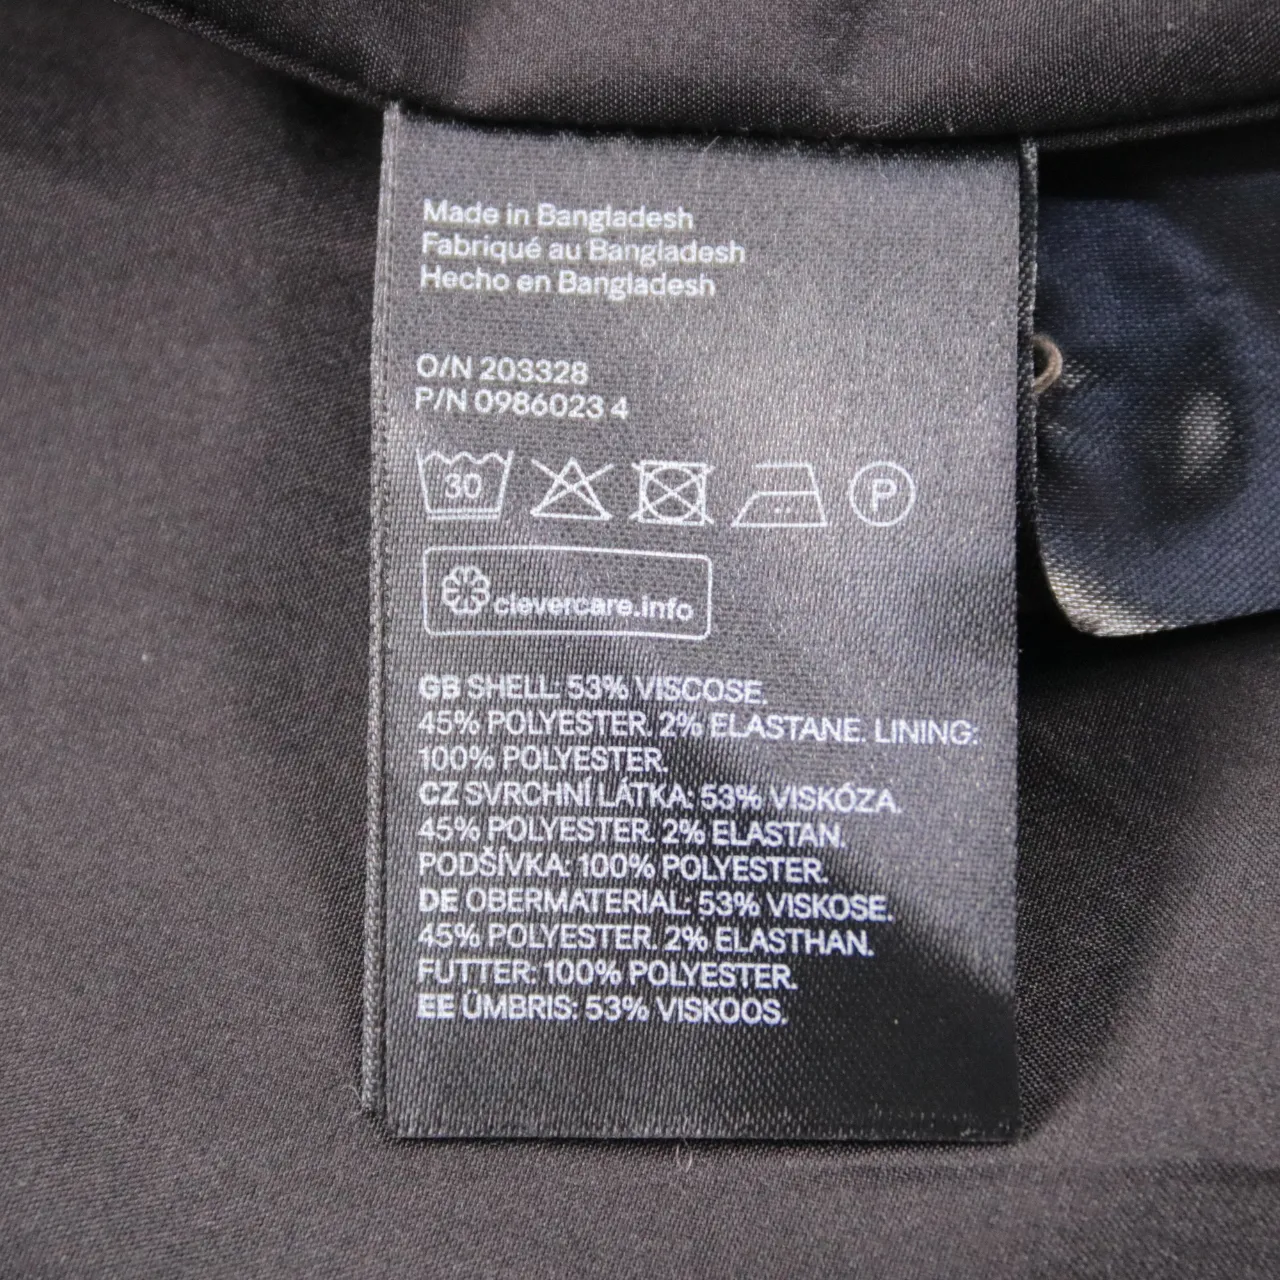 Made in Bangladesh
Fabriqué au Bangladesh
Hecho en Bangladesh
O/N 203328
P/N 0986023 4
30 P
clevercare.info
GB SHELL: 53% VISCOSE.
45% POLYESTER. 2% ELASTANE. LINING:
100% POLYESTER.
CZ SVRCHNÍ LÁTKA: 53% VISKÓZA.
45% POLYESTER. 2% ELASTAN.
PODŠÍVKA: 100% POLYESTER.
DE OBERMATERIAL: 53% VISKOSE.
45% POLYESTER. 2% ELASTHAN.
FUTTER: 100% POLYESTER.
EE ÜMBRIS: 53% VISKOOS.